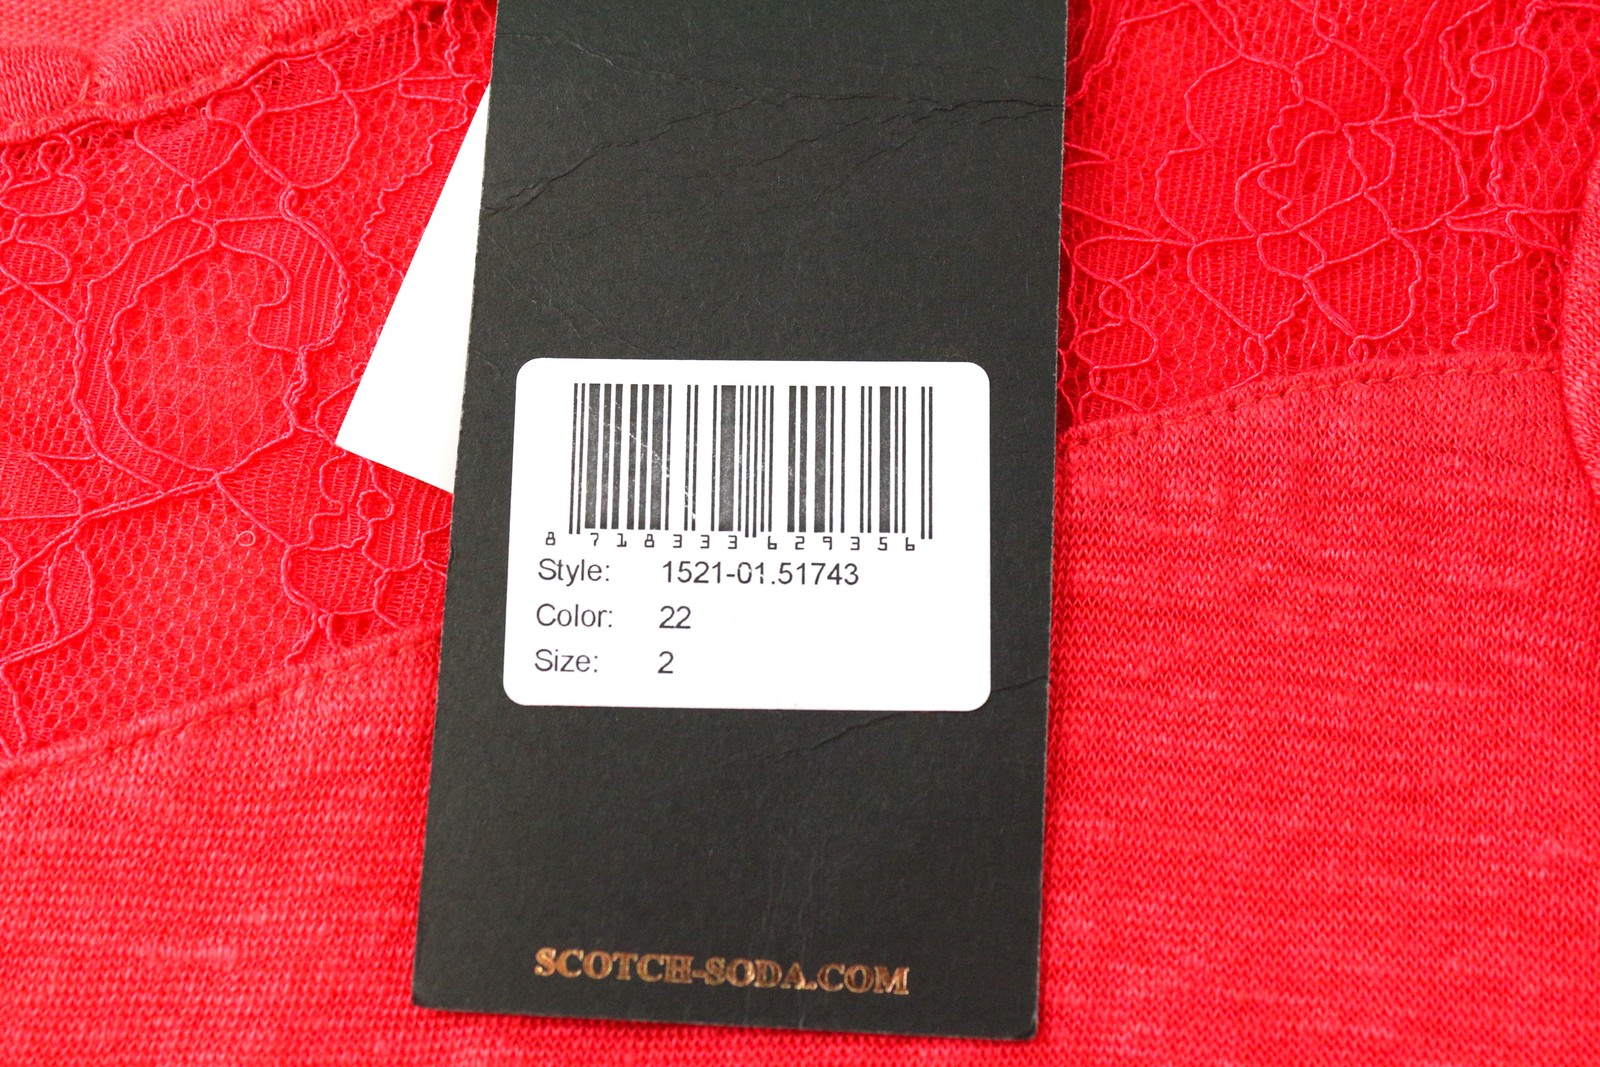 8 718333 629356
Style: 1521-01.51743
Color: 22
Size: 2
SCOTCH-SODA.COM